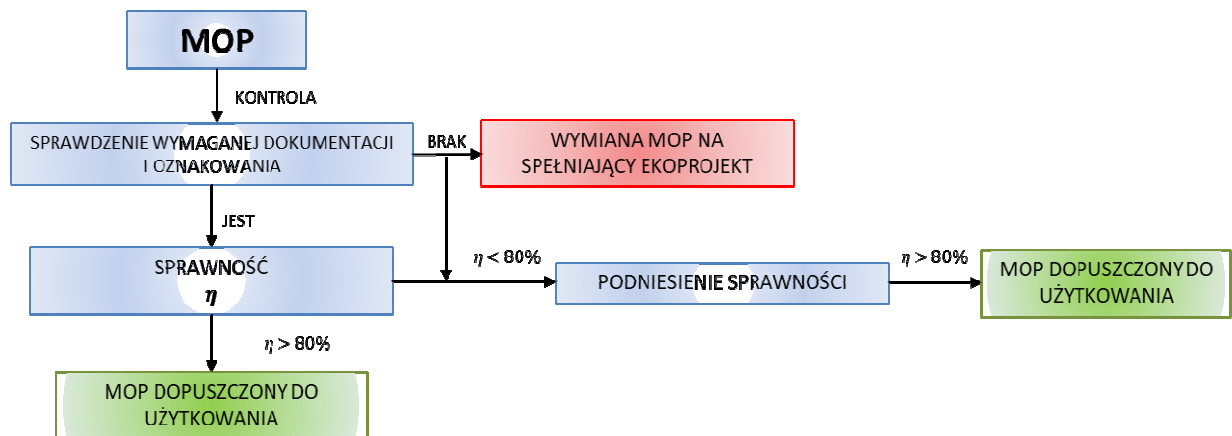 MOP
KONTROLA
SPRAWDZENIE WYMAGANEJ DOKUMENTACJI
I OZNAKOWANIA
BRAK
WYMIANA MOP NA
SPEŁNIAJĄCY EKOPROJEKT
JEST
SPRAWNOŚĆ
η
η < 80%
PODNIESIENIE SPRAWNOŚCI
η > 80%
MOP DOPUSZCZONY DO
UŻYTKOWANIA
η > 80%
MOP DOPUSZCZONY DO
UŻYTKOWANIA